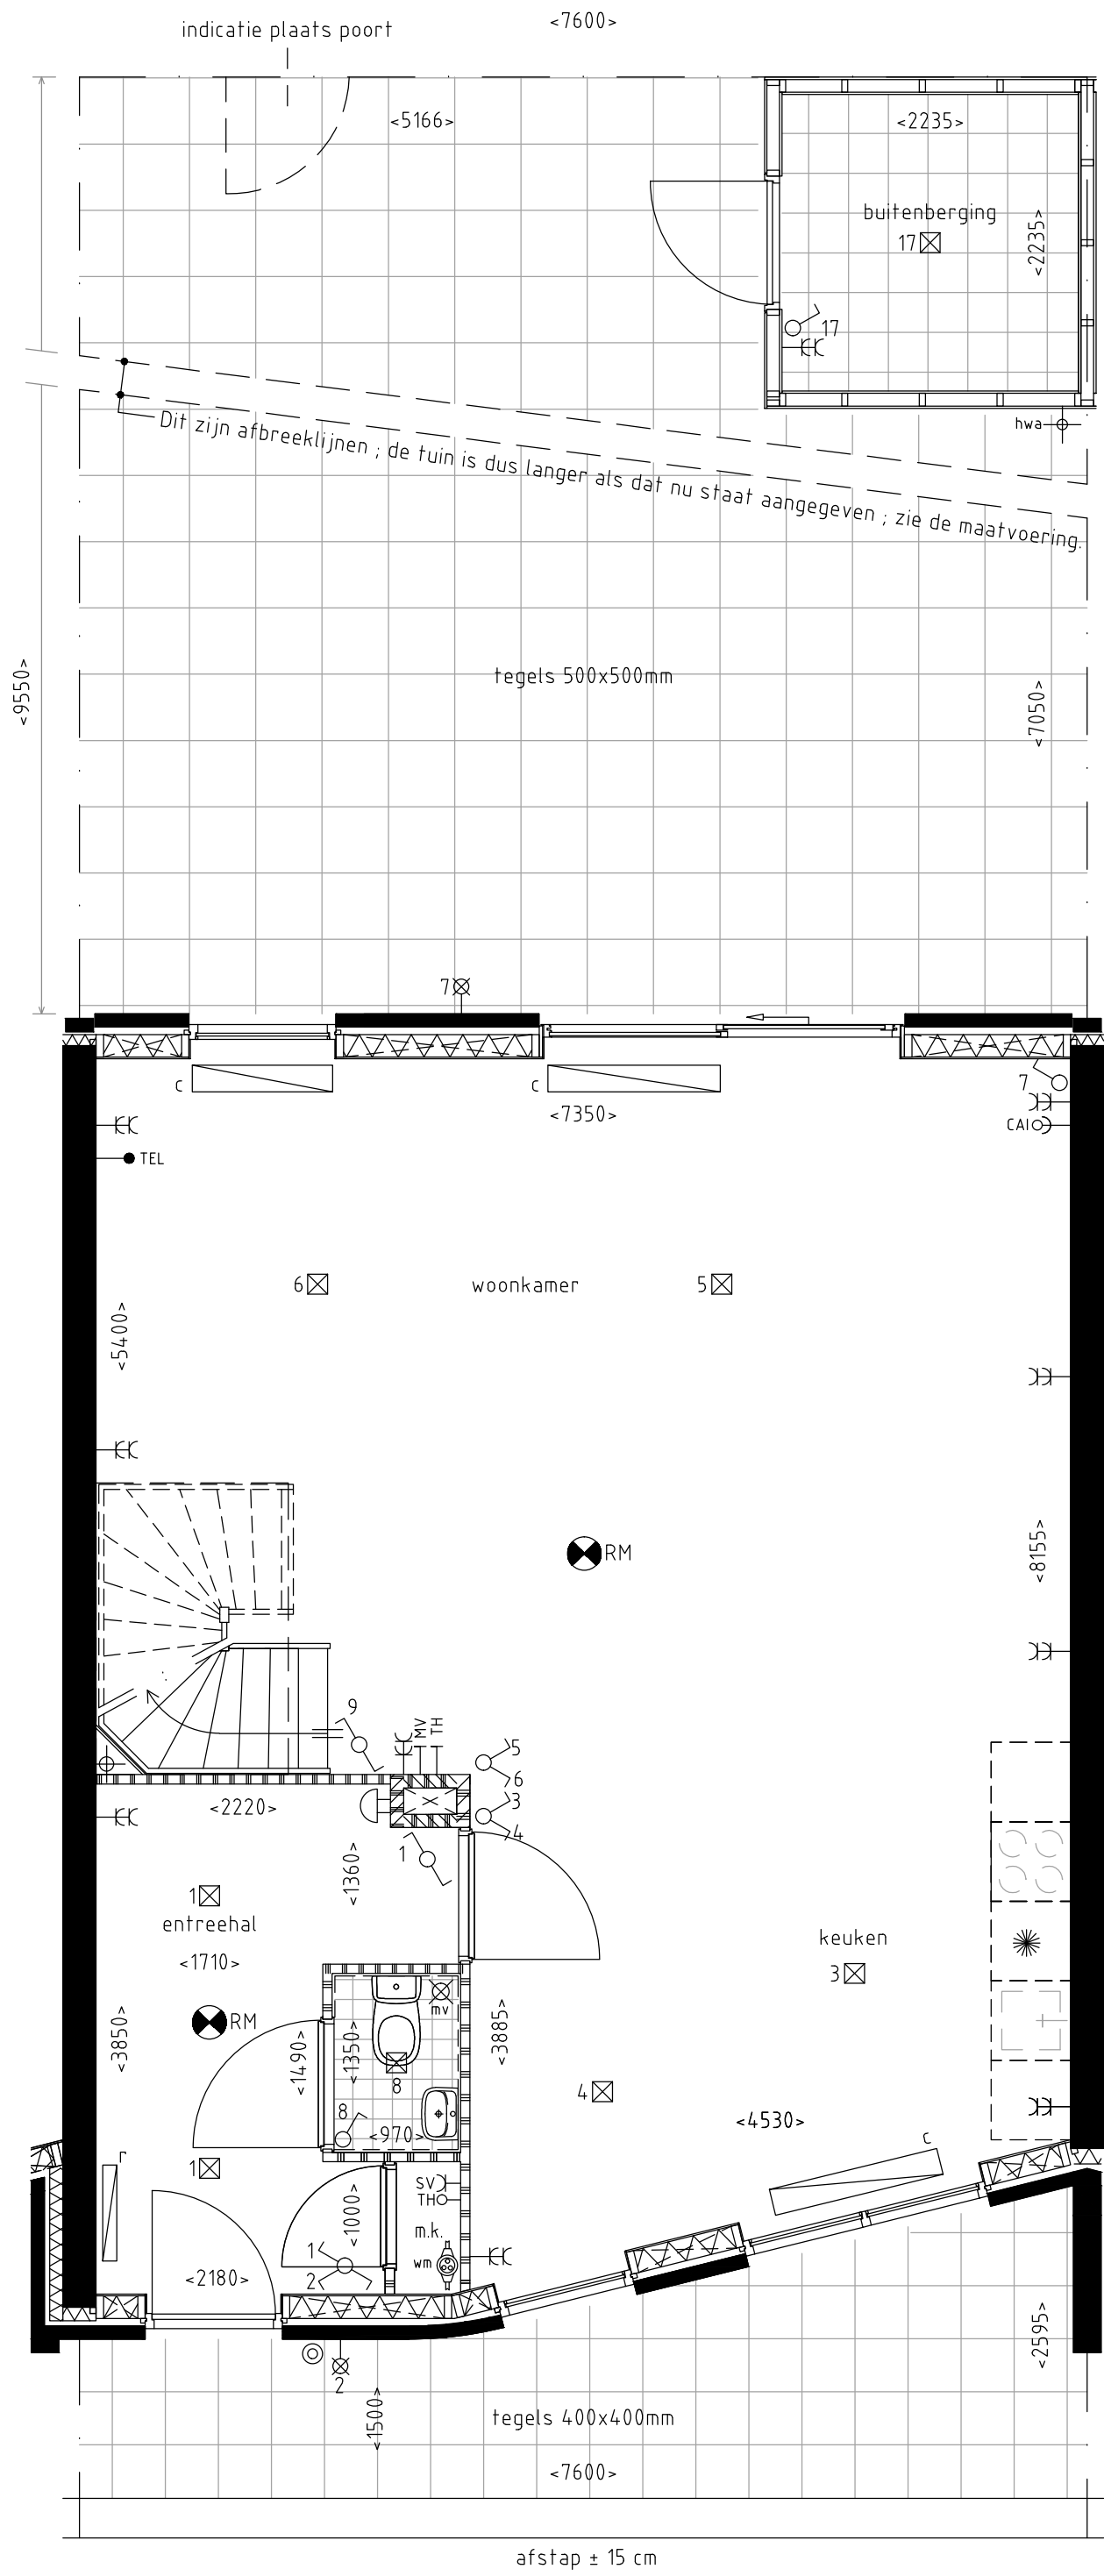 <7600>
indicatie plaats poort
<5166>
<2235>
buitenberging
17
<2235>
17
hwa
Dit zijn afbreeklijnen ; de tuin is dus langer als dat nu staat aangegeven ; zie de maatvoering.
<9550>
tegels 500x500mm
<7050>
7
c
c
<7350>
7
CAI
TEL
6
woonkamer
5
<5400>
RM
<8155>
9
MV
TH
5
6
3
4
<2220>
1
<1360>
1
entreehal
<1710>
keuken
3
mv
RM
<3850>
<1490>
<1350>
<3885>
8
4
8
<970>
<4530>
c
r
1
SV
TH
<1000>
m.k.
wm
1
2
<2180>
<2595>
2
<1500>
tegels 400x400mm
<7600>
afstap ± 15 cm